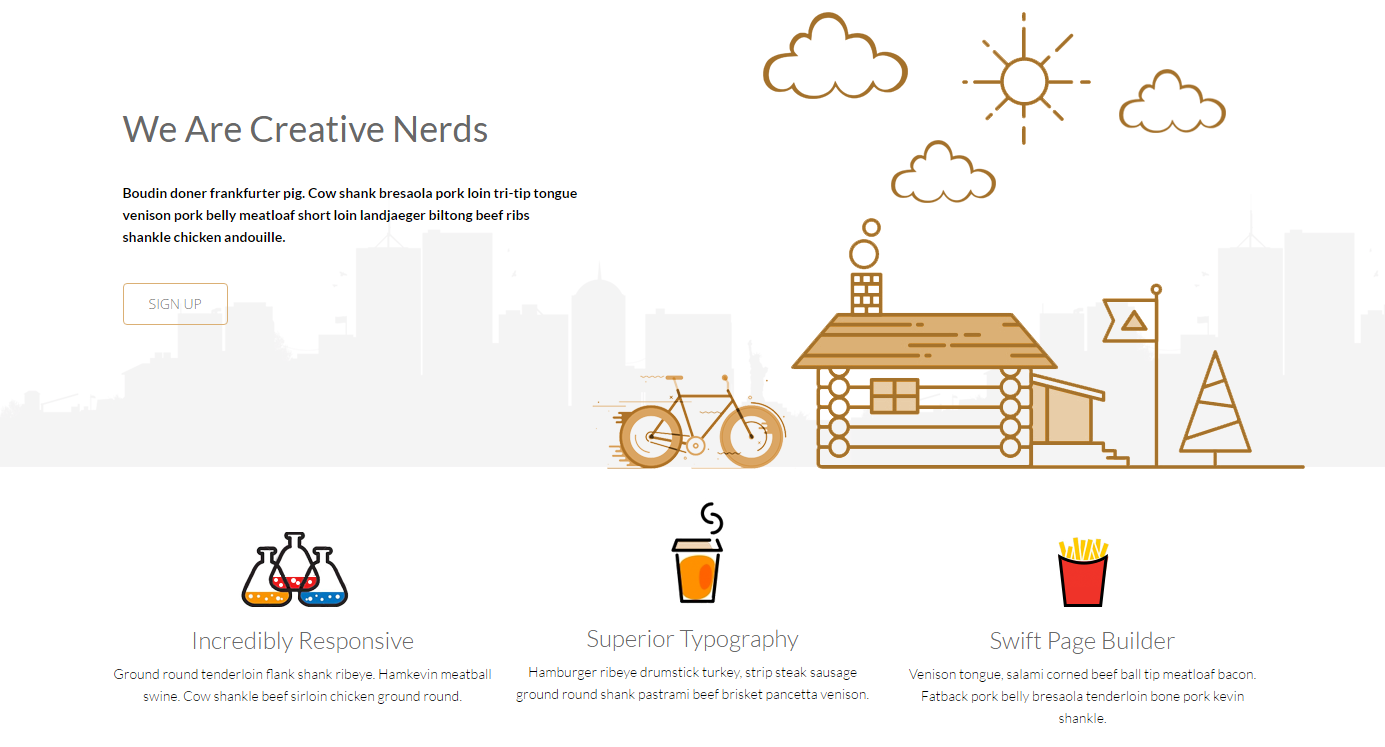 We Are Creative Nerds
Boudin doner frankfurter pig. Cow shank bresaola pork loin tri-tip tongue
venison pork belly meatloaf short loin landjaeger biltong beef ribs
shankle chicken andouille.
SIGN UP
Incredibly Responsive
Ground round tenderloin flank shank ribeye. Hamkevin meatball
swine. Cow shankle beef sirloin chicken ground round.
Superior Typography
Hamburger ribeye drumstick turkey, strip steak sausage
ground round shank pastrami beef brisket pancetta venison.
Swift Page Builder
Venison tongue, salami corned beef ball tip meatloaf bacon.
Fatback pork belly bresaola tenderloin bone pork kevin
shankle.